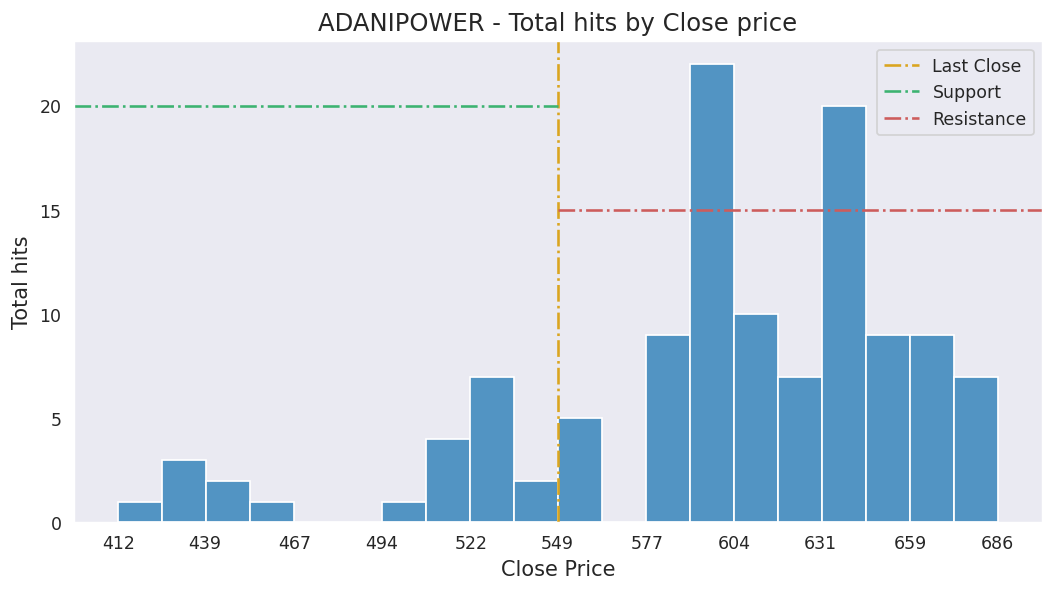 ADANIPOWER - Total hits by Close price
Last Close
Support
Resistance
Total hits
20
15
10
5
0
412 439 467 494 522 549 577 604 631 659 686
Close Price